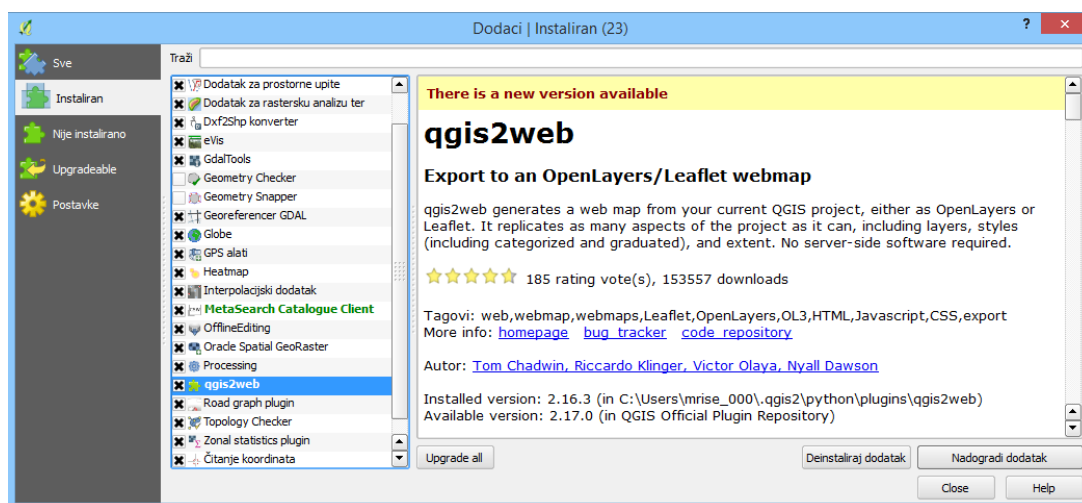 Dodaci | Instaliran (23)
? ×
Sve
Instaliran
Nije instalirano
Upgradeable
Postavke
Traži
Dodatak za prostorne upite
Dodatak za rastersku analizu ter
Dxf2Shp konverter
eVis
GdalTools
Geometry Checker
Geometry Snapper
Georeferencer GDAL
Globe
GPS alati
Heatmap
Interpolacijski dodatak
MetaSearch Catalogue Client
OfflineEditing
Oracle Spatial GeoRaster
Processing
qgis2web
Road graph plugin
Topology Checker
Zonal statistics plugin
Čitanje koordinata
There is a new version available
qgis2web
Export to an OpenLayers/Leaflet webmap
qgis2web generates a web map from your current QGIS project, either as OpenLayers or
Leaflet. It replicates as many aspects of the project as it can, including layers, styles
(including categorized and graduated), and extent. No server-side software required.
185 rating vote(s), 153557 downloads
Tagovi: web,webmap,webmaps,Leaflet,OpenLayers,OL3,HTML,Javascript,CSS,export
More info: homepage bug_tracker code_repository
Autor: Tom Chadwin, Riccardo Klinger, Victor Olaya, Nyall Dawson
Installed version: 2.16.3 (in C:\Users\mrise_000\.qgis2\python\plugins\qgis2web)
Available version: 2.17.0 (in QGIS Official Plugin Repository)
Upgrade all
Deinstaliraj dodatak
Nadogradi dodatak
Close
Help